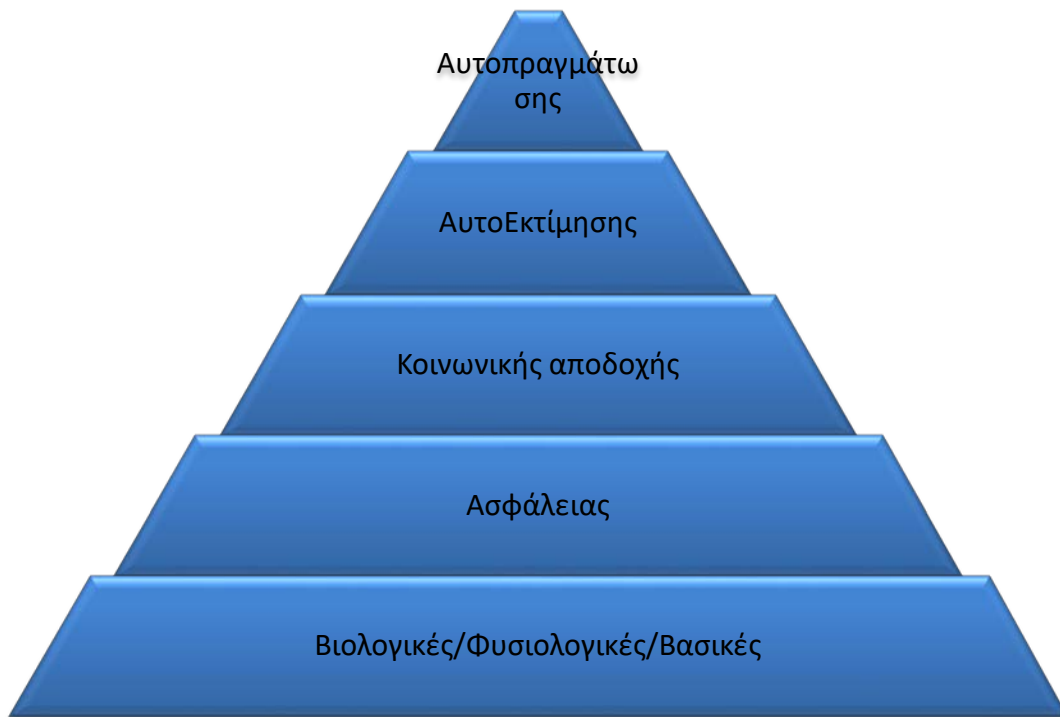 Αυτοπραγμάτω
σης
ΑυτοΕκτίμησης
Κοινωνικής αποδοχής
Ασφάλειας
Βιολογικές/Φυσιολογικές/Βασικές